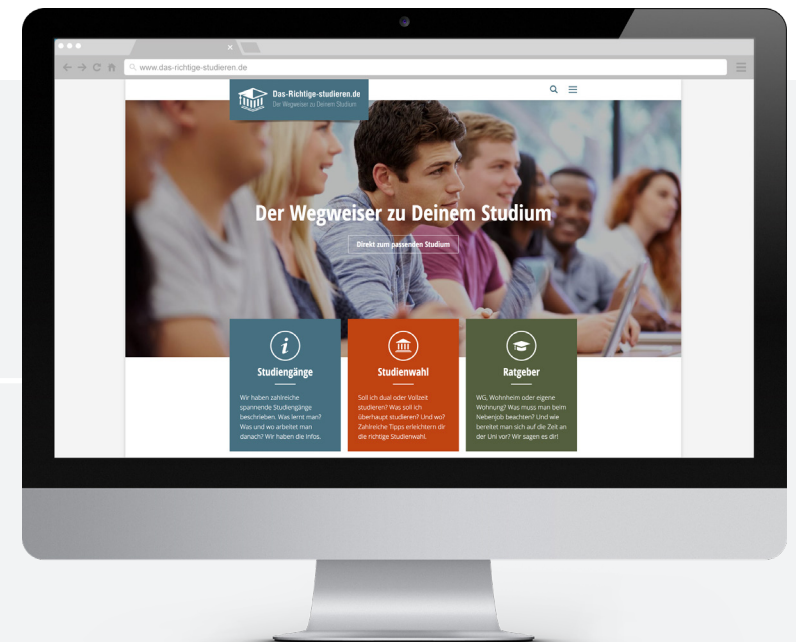 www.das-richtige-studieren.de
Das-Richtige-studieren.de
Der Wegweiser zu Deinem Studium
Der Wegweiser zu Deinem Studium
Direkt zum passenden Studium
Studiengänge
Wir haben zahlreiche
spannende Studiengänge
beschrieben. Was lernt man?
Was und wo arbeitet man
danach? Wir haben die Infos.
Studienwahl
Soll ich dual oder Vollzeit
studieren? Was soll ich
überhaupt studieren? Und wo?
Zahlreiche Tipps erleichtern dir
die richtige Studienwahl.
Ratgeber
WG, Wohnheim oder eigene
Wohnung? Was muss man beim
Nebenjob beachten? Und wie
bereitet man sich auf die Zeit an
der Uni vor? Wir sagen es dir!